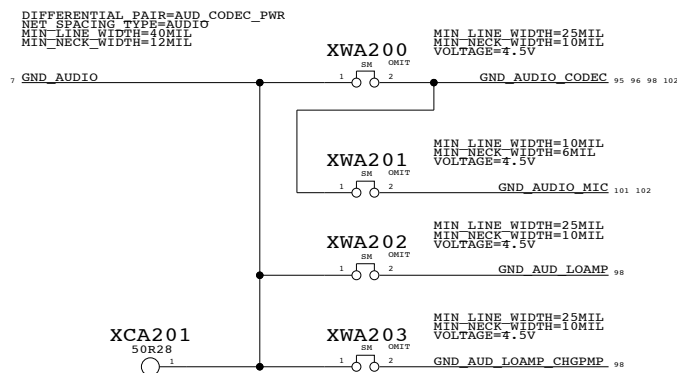 DIFFERENTIAL_PAIR=AUD_CODEC_PWR
NET_SPACING_TYPE=AUDIO
MIN_LINE_WIDTH=40MIL
MIN_NECK_WIDTH=12MIL
7 GND_AUDIO
XWA200
SM OMIT
1 2
MIN_LINE_WIDTH=25MIL
MIN_NECK_WIDTH=10MIL
VOLTAGE=4.5V
GND_AUDIO_CODEC 95 96 98 102
XWA201
SM OMIT
1 2
MIN_LINE_WIDTH=10MIL
MIN_NECK_WIDTH=6MIL
VOLTAGE=4.5V
GND_AUDIO_MIC 101 102
XWA202
SM OMIT
1 2
MIN_LINE_WIDTH=25MIL
MIN_NECK_WIDTH=10MIL
VOLTAGE=4.5V
GND_AUD_LOAMP 98
XCA201
50R28
1
XWA203
SM OMIT
1 2
MIN_LINE_WIDTH=25MIL
MIN_NECK_WIDTH=10MIL
VOLTAGE=4.5V
GND_AUD_LOAMP_CHGPMP 98